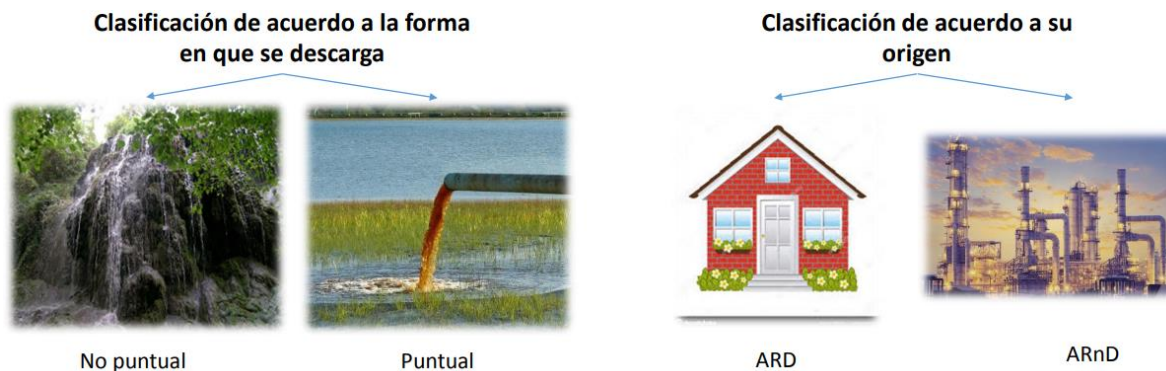 Clasificación de acuerdo a la forma
en que se descarga
Clasificación de acuerdo a su
origen
No puntual
Puntual
ARD
ARnD